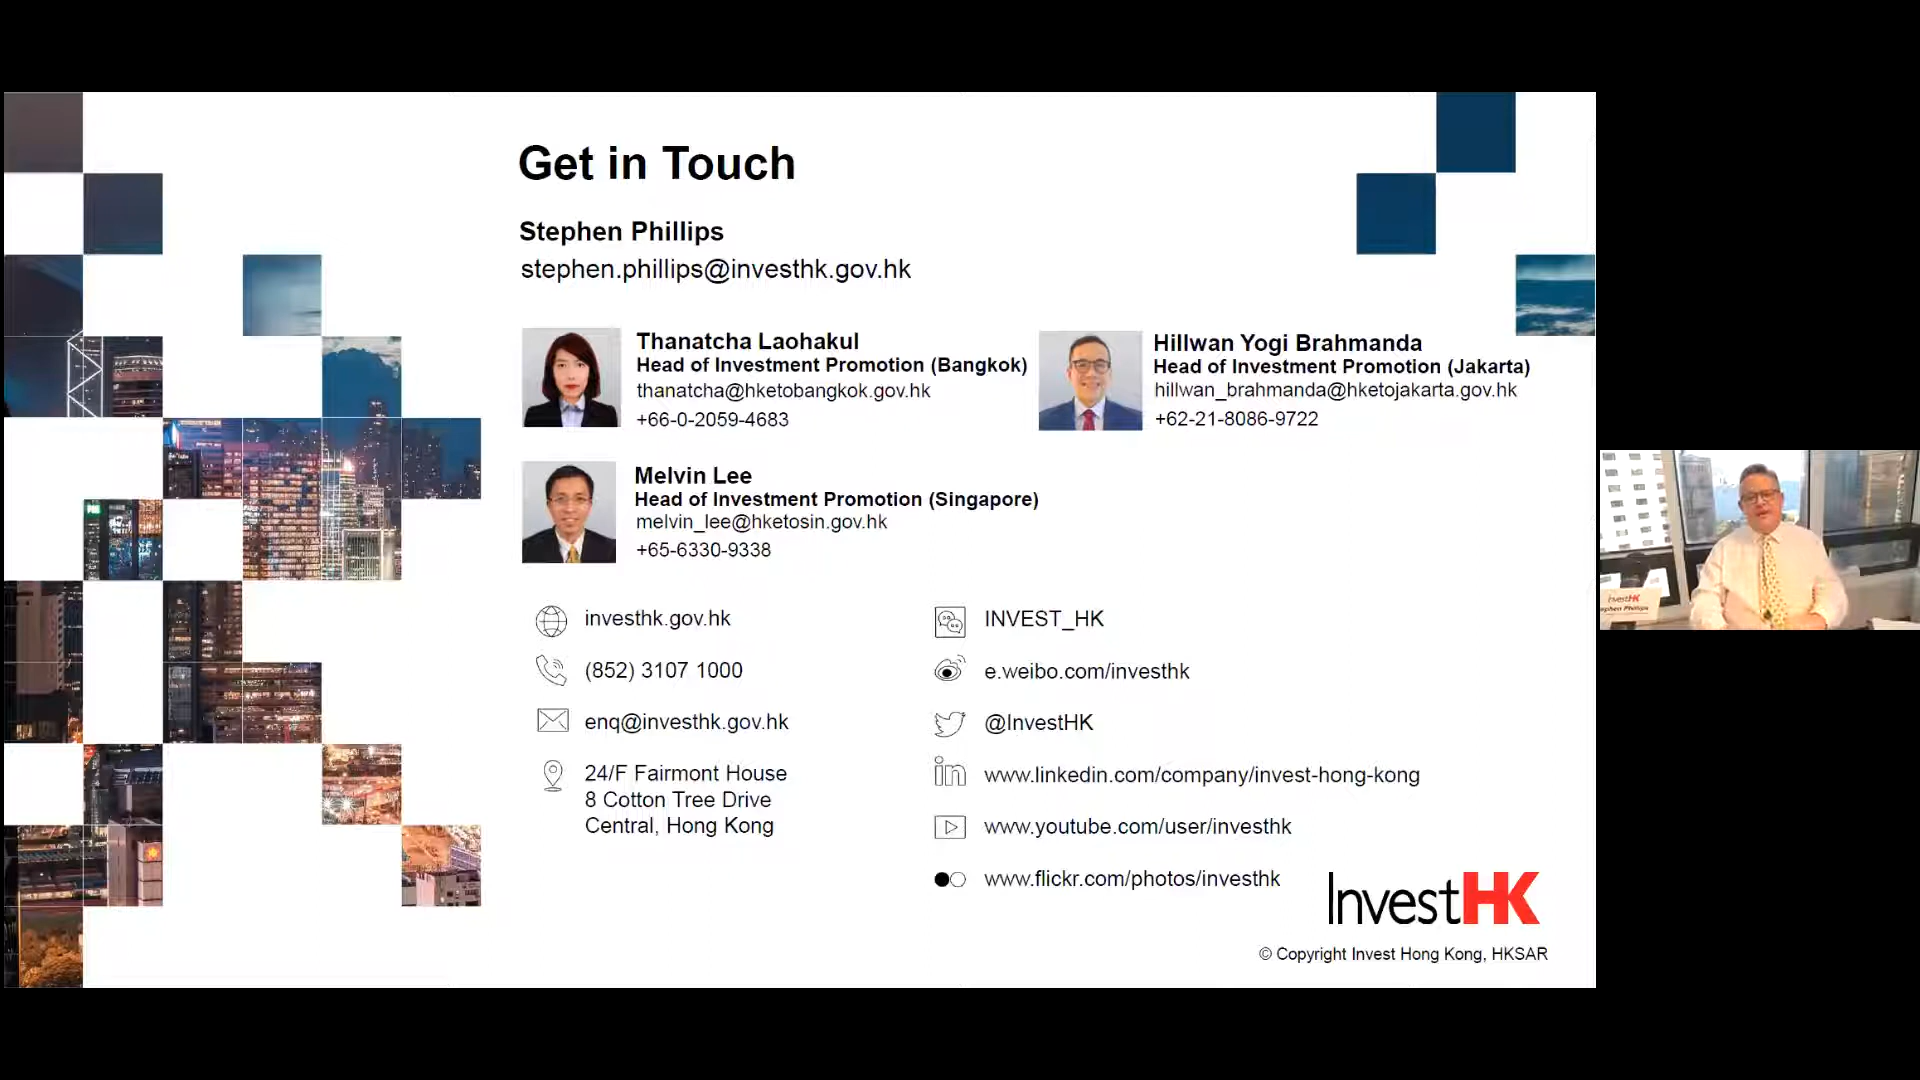 Get in Touch
Stephen Phillips
stephen.phillips@investhk.gov.hk
Thanatcha Laohakul
Head of Investment Promotion (Bangkok)
thanatcha@hketobangkok.gov.hk
+66-0-2059-4683
Hillwan Yogi Brahmanda
Head of Investment Promotion (Jakarta)
hillwan_brahmanda@hketojakarta.gov.hk
+62-21-8086-9722
Melvin Lee
Head of Investment Promotion (Singapore)
melvin_lee@hketosin.gov.hk
+65-6330-9338
investhk.gov.hk
(852) 3107 1000
enq@investhk.gov.hk
24/F Fairmont House
8 Cotton Tree Drive
Central, Hong Kong
INVEST_HK
e.weibo.com/investhk
@InvestHK
www.linkedin.com/company/invest-hong-kong
www.youtube.com/user/investhk
www.flickr.com/photos/investhk
InvestHK
© Copyright Invest Hong Kong, HKSAR
InvestHK
Phillips